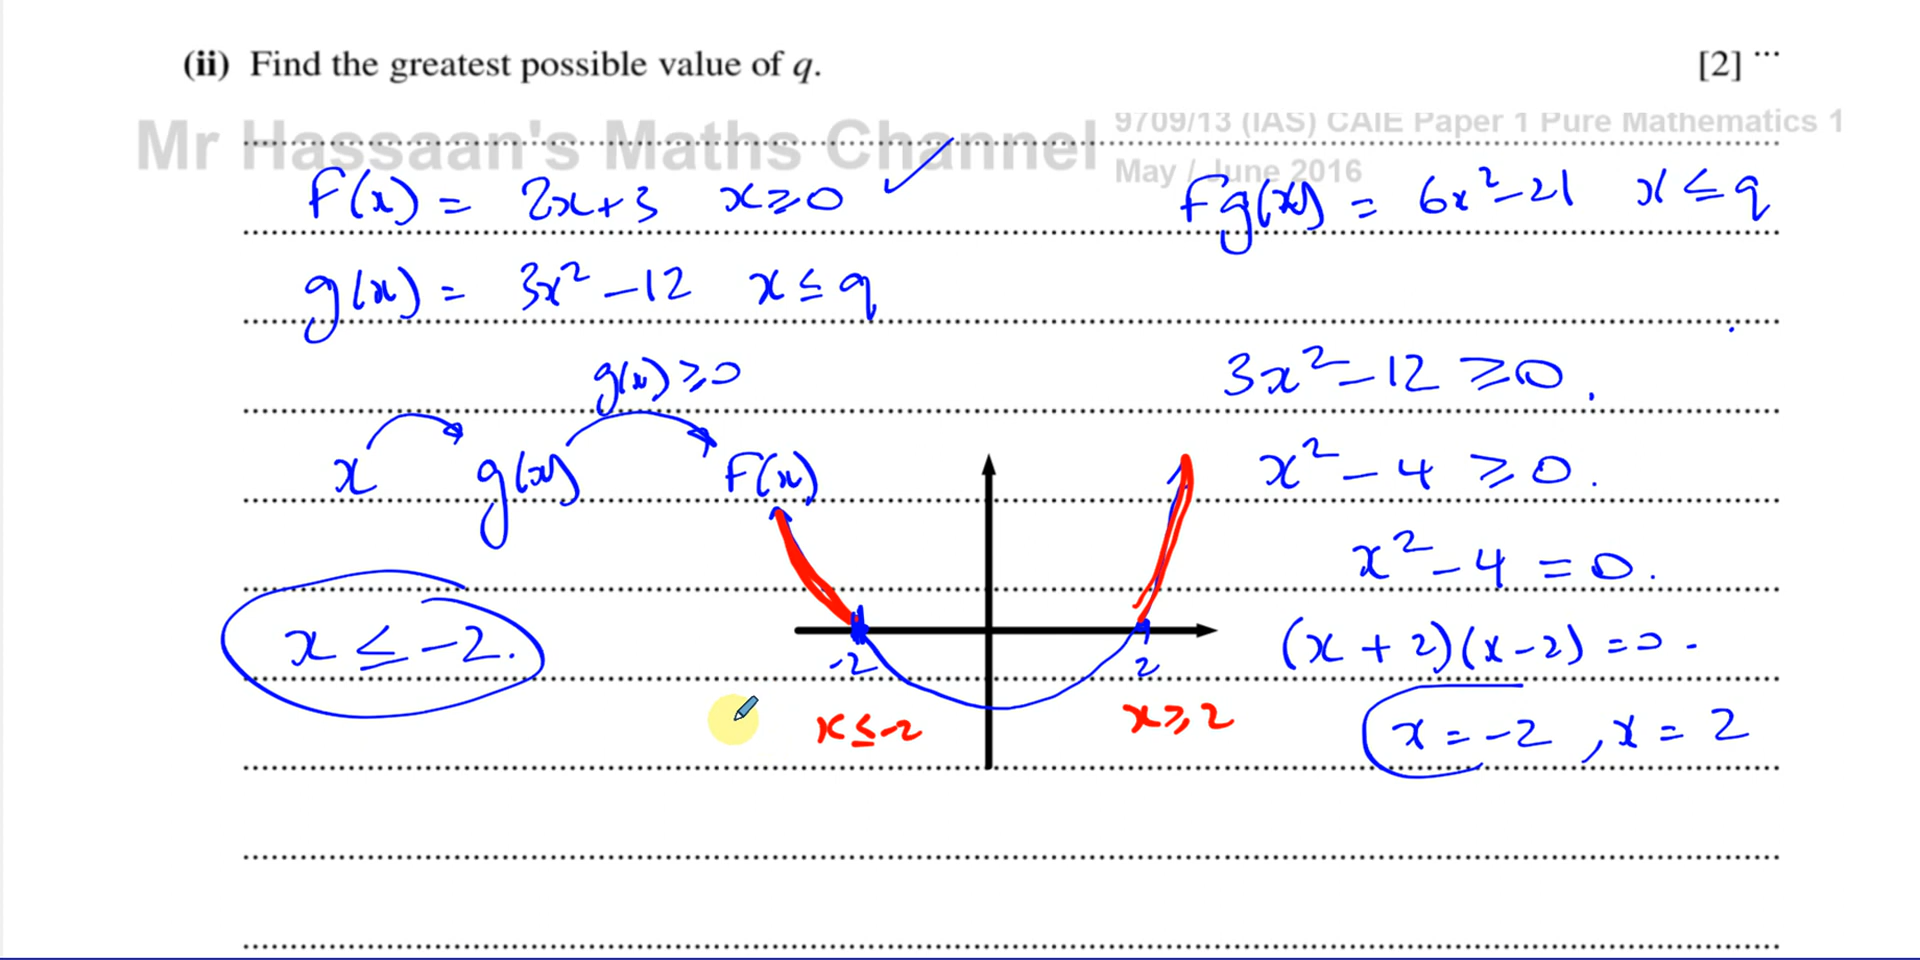 (ii) Find the greatest possible value of q. [2] ...
Mr Hassaan's Maths Channel
9709/13 (IAS) CAIE Paper 1 Pure Mathematics 1
May / June 2016
F(x) = 2x+3 x≥0 ✓
Fg(x) = 6x²-21 x ≤ q
g(x) = 3x²-12 x ≤ q
g(x) ≥ 0
3x²-12 ≥ 0.
x g(x) F(x)
x²-4 ≥ 0.
x²-4 = 0.
x ≤ -2.
-2 2
(x+2)(x-2) = 0.
x ≤ -2 x ≥ 2
x = -2, x = 2